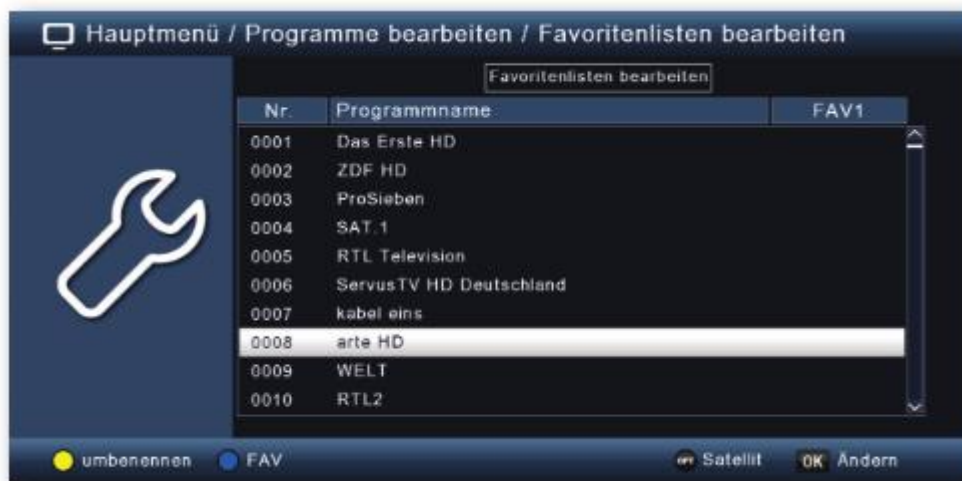 Hauptmenü / Programme bearbeiten / Favoritenlisten bearbeiten
Favoritenlisten bearbeiten
Nr. Programmname FAV1
0001 Das Erste HD
0002 ZDF HD
0003 ProSieben
0004 SAT.1
0005 RTL Television
0006 ServusTV HD Deutschland
0007 kabel eins
0008 arte HD
0009 WELT
0010 RTL2
umbenennen FAV OPT Satellit OK Ändern